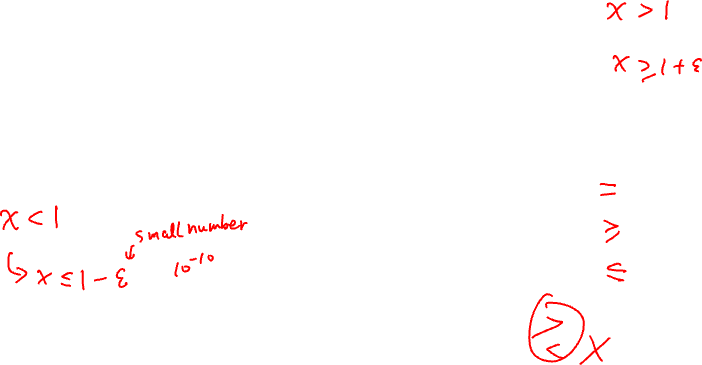 x > 1
x ≥ 1 + ε
=
≥
≤
> X
<
x < 1
small number
↳ x ≤ 1 - ε
10⁻¹⁰